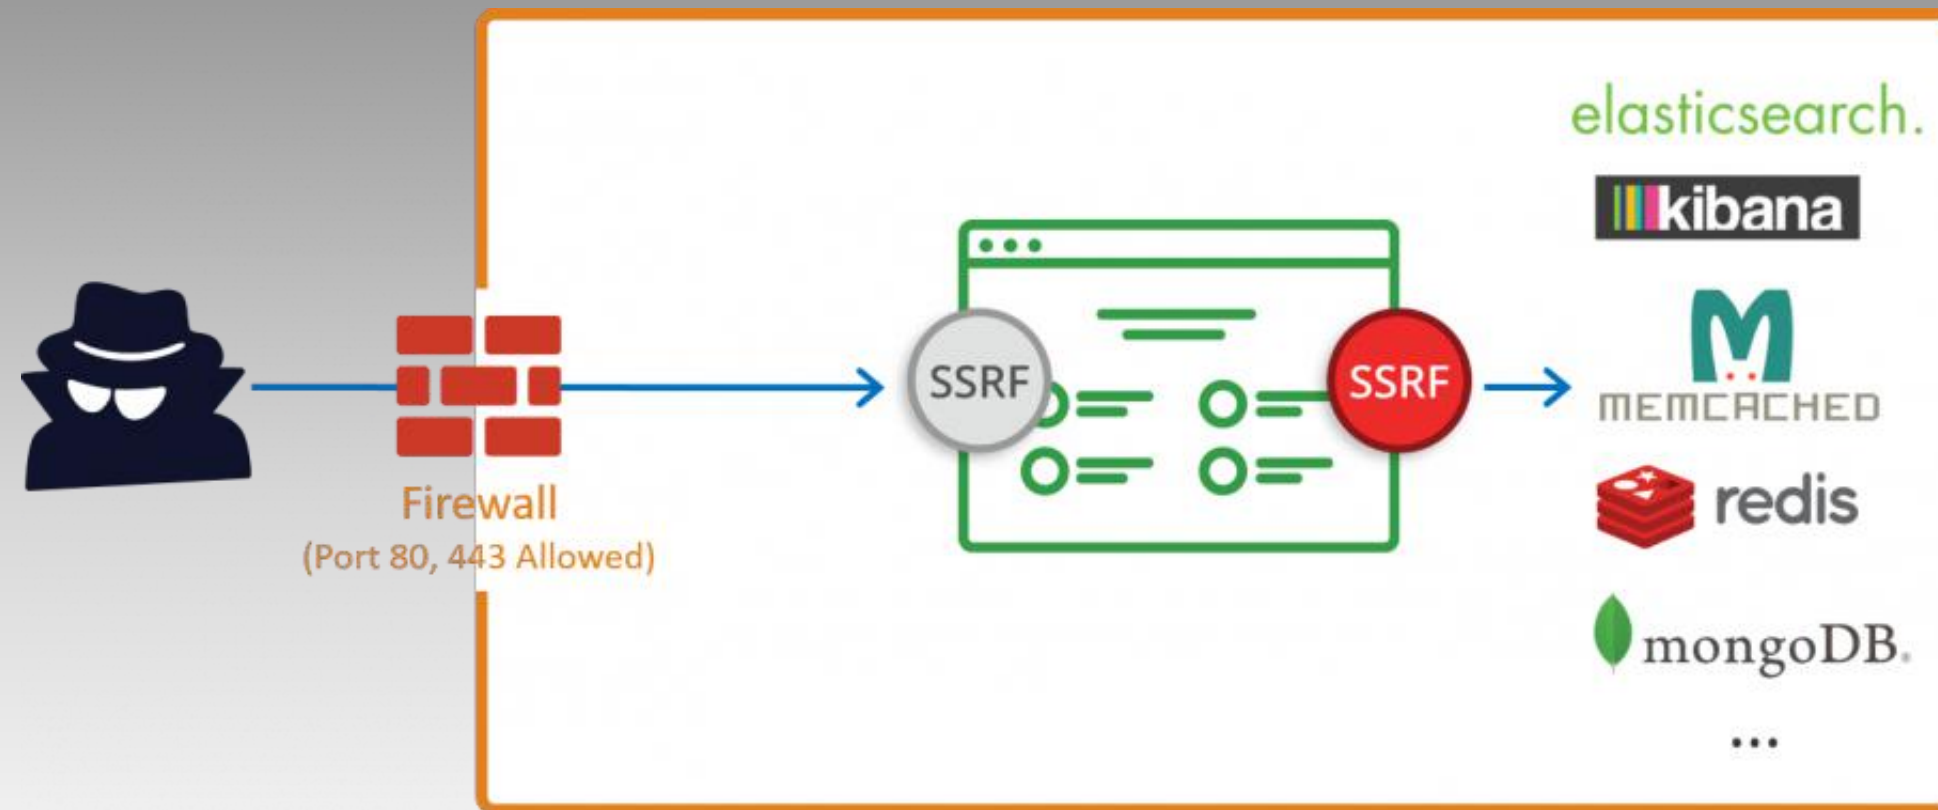 elasticsearch.
kibana
SSRF
SSRF
MEMCACHED
redis
Firewall
(Port 80, 443 Allowed)
mongoDB®
...